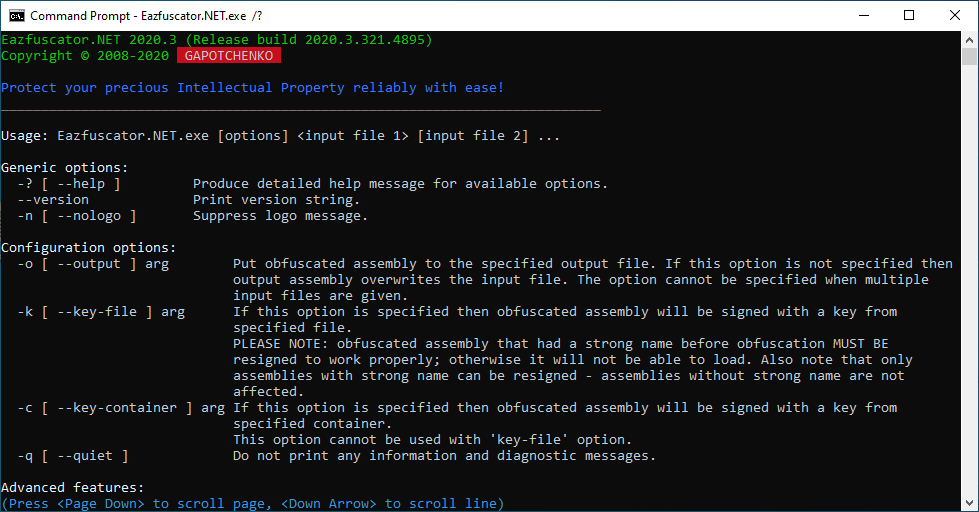 Command Prompt - Eazfuscator.NET.exe /?
Eazfuscator.NET 2020.3 (Release build 2020.3.321.4895)
Copyright © 2008-2020 GAPOTCHENKO
Protect your precious Intellectual Property reliably with ease!
Usage: Eazfuscator.NET.exe [options] <input file 1> [input file 2] ...
Generic options:
-? [ --help ] Produce detailed help message for available options.
--version Print version string.
-n [ --nologo ] Suppress logo message.
Configuration options:
-o [ --output ] arg Put obfuscated assembly to the specified output file. If this option is not specified then
output assembly overwrites the input file. The option cannot be specified when multiple
input files are given.
-k [ --key-file ] arg If this option is specified then obfuscated assembly will be signed with a key from
specified file.
PLEASE NOTE: obfuscated assembly that had a strong name before obfuscation MUST BE
resigned to work properly; otherwise it will not be able to load. Also note that only
assemblies with strong name can be resigned - assemblies without strong name are not
affected.
-c [ --key-container ] arg If this option is specified then obfuscated assembly will be signed with a key from
specified container.
This option cannot be used with 'key-file' option.
-q [ --quiet ] Do not print any information and diagnostic messages.
Advanced features:
(Press <Page Down> to scroll page, <Down Arrow> to scroll line)